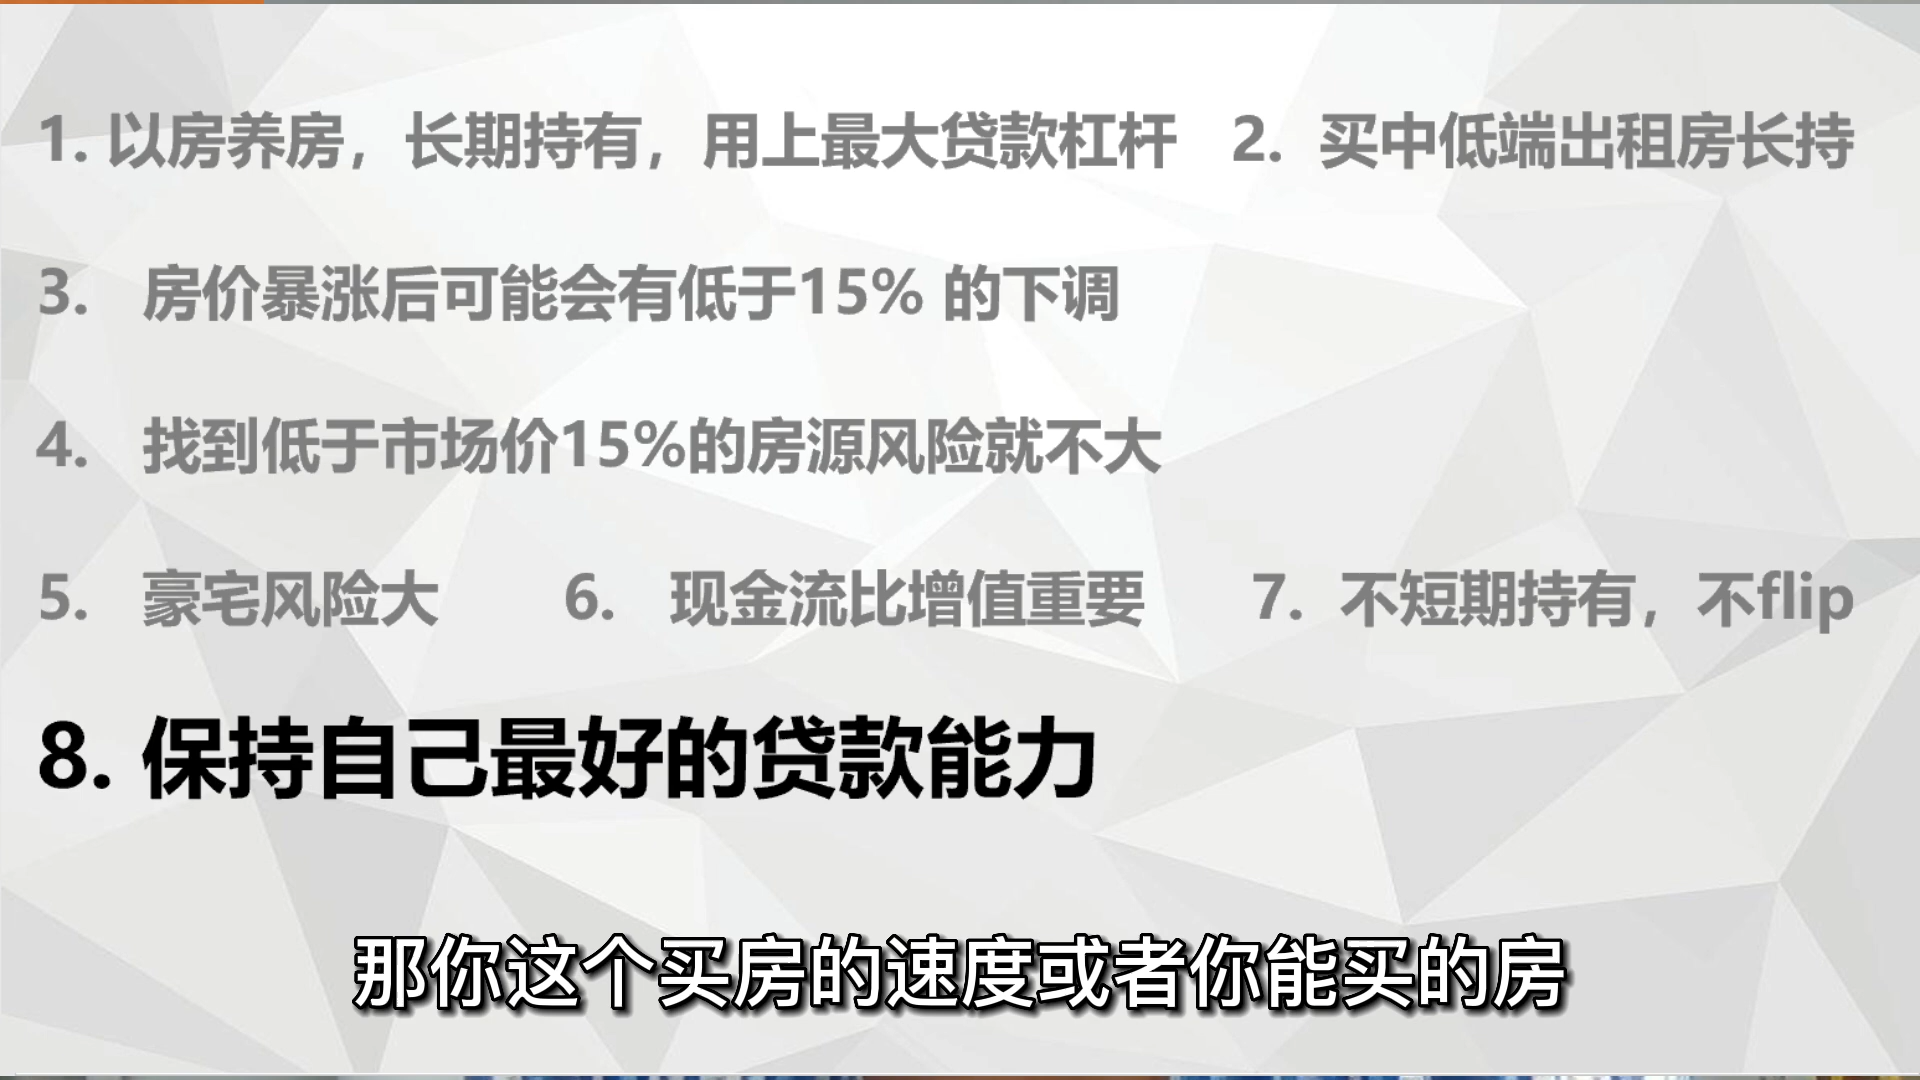 1. 以房养房，长期持有，用上最大贷款杠杆 2. 买中低端出租房长持
3. 房价暴涨后可能会有低于15% 的下调
4. 找到低于市场价15%的房源风险就不大
5. 豪宅风险大 6. 现金流比增值重要 7. 不短期持有，不flip
8. 保持自己最好的贷款能力
那你这个买房的速度或者你能买的房